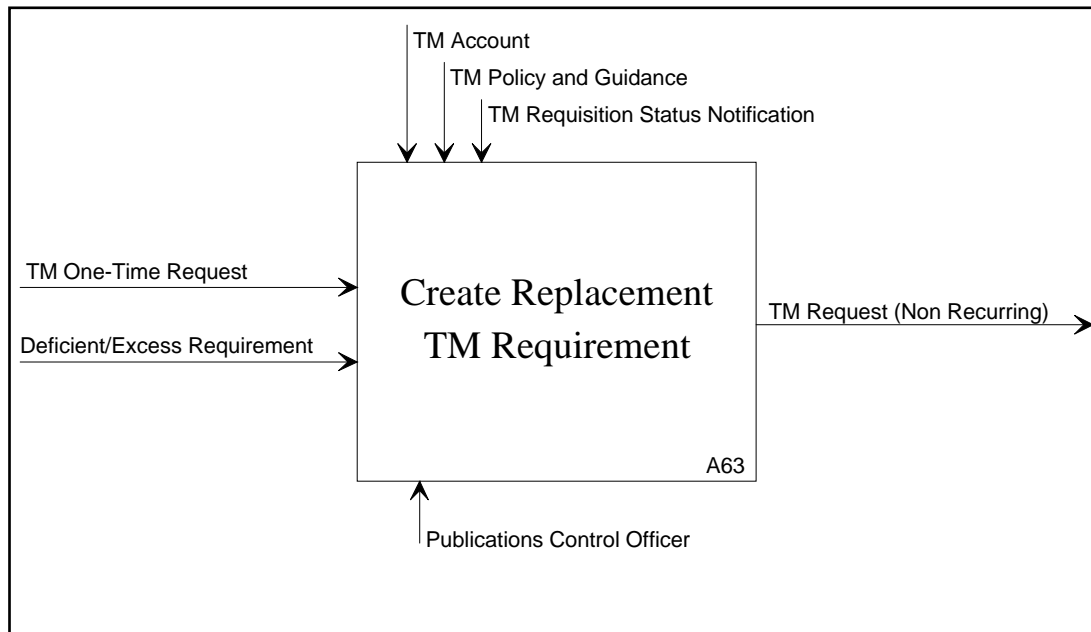 TM Account
TM Policy and Guidance
TM Requisition Status Notification
TM One-Time Request
Deficient/Excess Requirement
Create Replacement
TM Requirement
TM Request (Non Recurring)
A63
Publications Control Officer